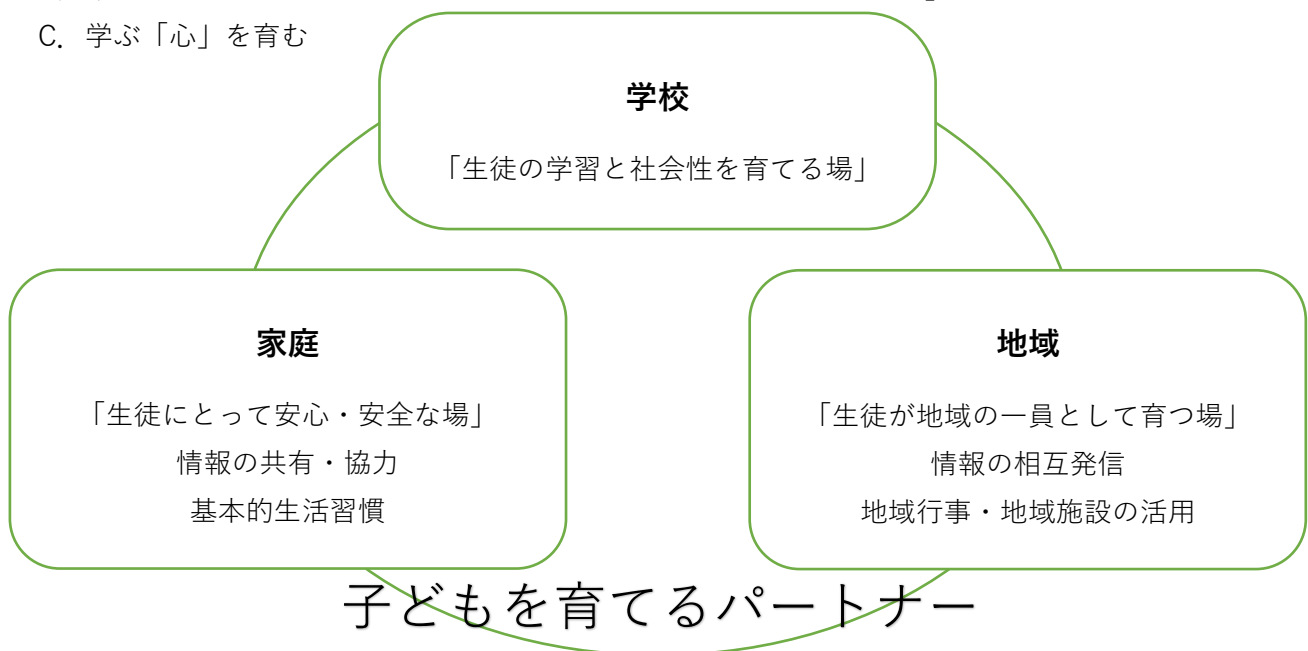 C. 学ぶ「心」を育む
学校
「生徒の学習と社会性を育てる場」
家庭
「生徒にとって安心・安全な場」
情報の共有・協力
基本的生活習慣
地域
「生徒が地域の一員として育つ場」
情報の相互発信
地域行事・地域施設の活用
子どもを育てるパートナー